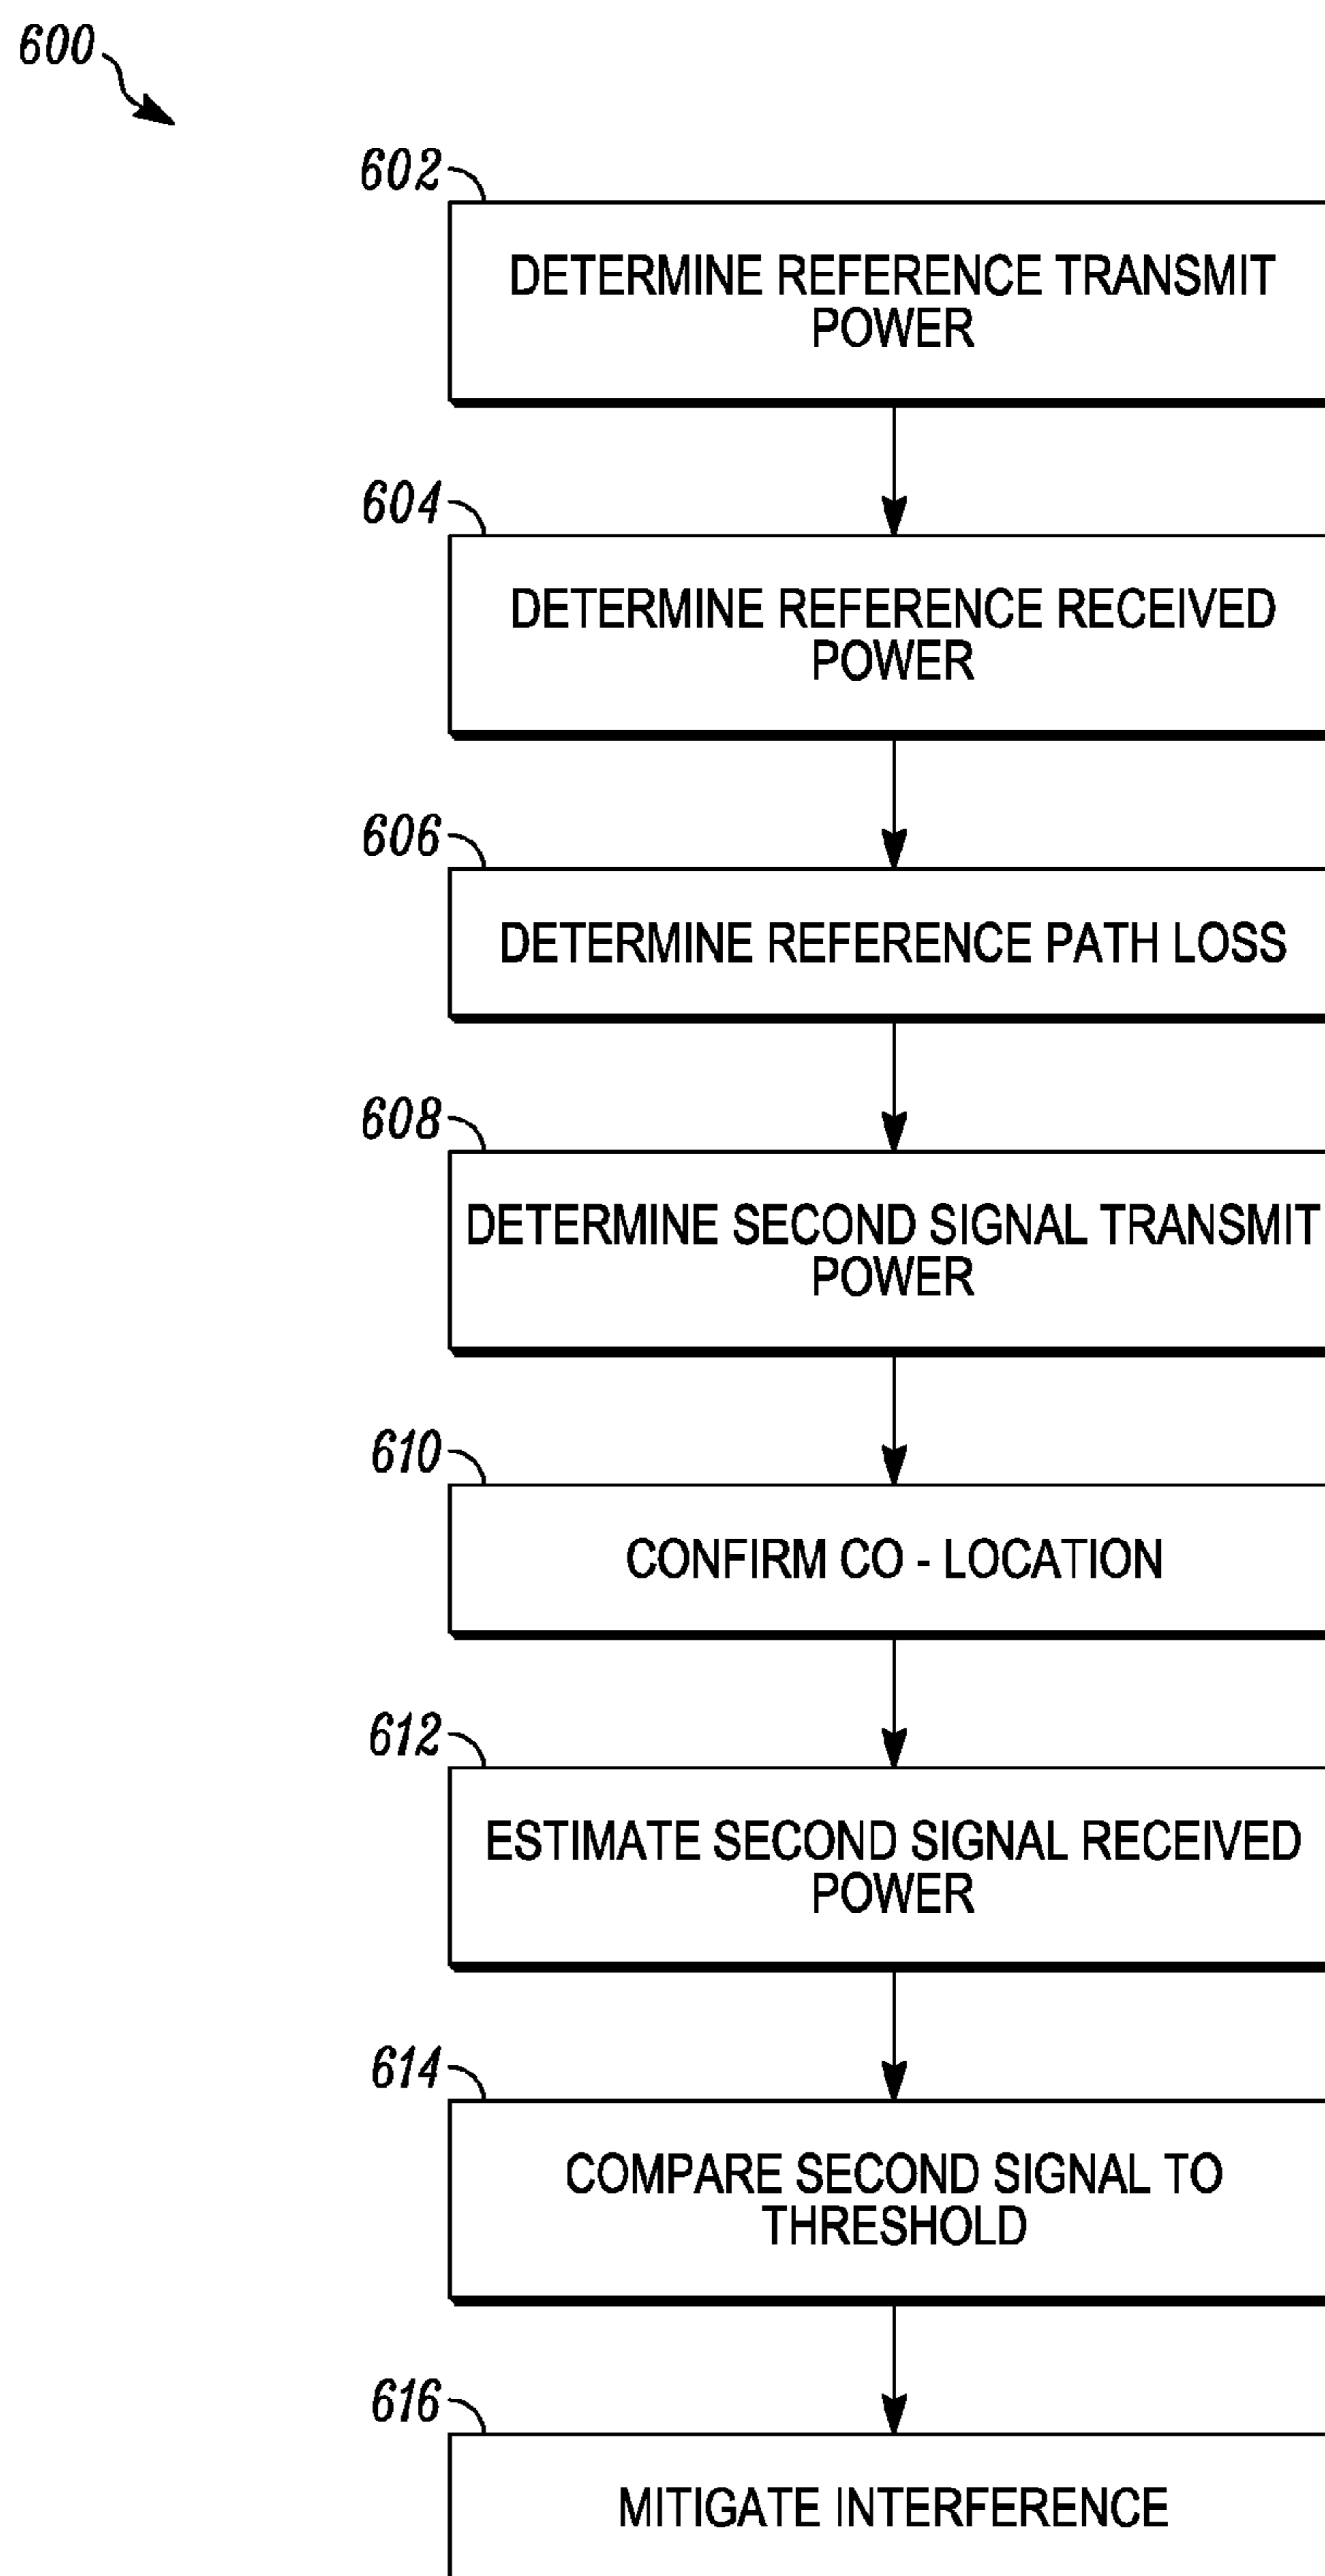 600
602
DETERMINE REFERENCE TRANSMIT
POWER
604
DETERMINE REFERENCE RECEIVED
POWER
606
DETERMINE REFERENCE PATH LOSS
608
DETERMINE SECOND SIGNAL TRANSMIT
POWER
610
CONFIRM CO - LOCATION
612
ESTIMATE SECOND SIGNAL RECEIVED
POWER
614
COMPARE SECOND SIGNAL TO
THRESHOLD
616
MITIGATE INTERFERENCE